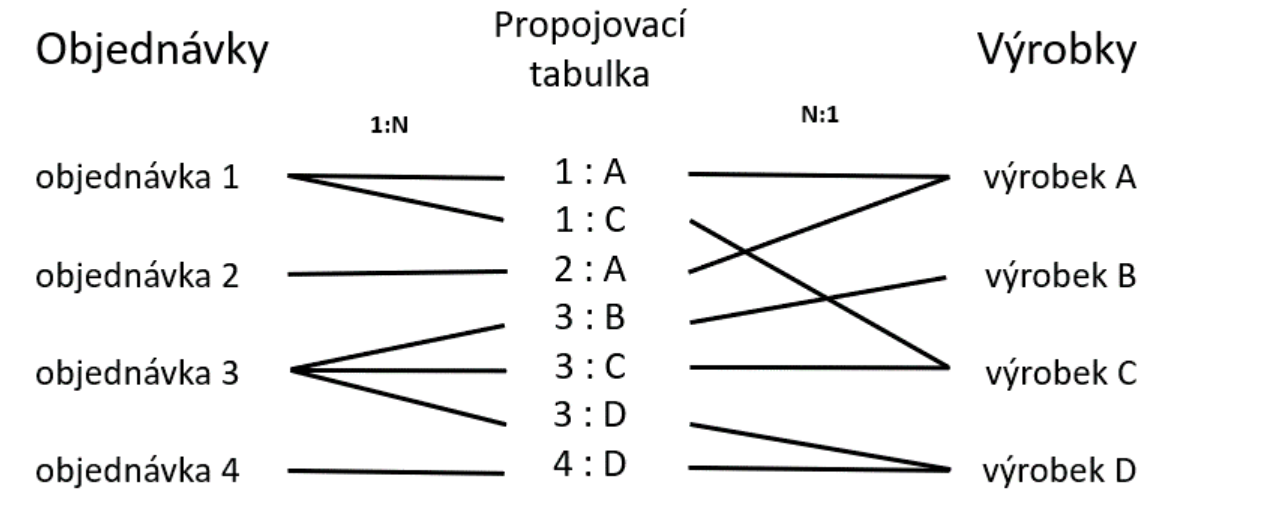 Objednávky
Propojovací
tabulka
Výrobky
1:N
N:1
objednávka 1
1 : A
výrobek A
1 : C
objednávka 2
2 : A
výrobek B
3 : B
objednávka 3
3 : C
výrobek C
3 : D
objednávka 4
4 : D
výrobek D